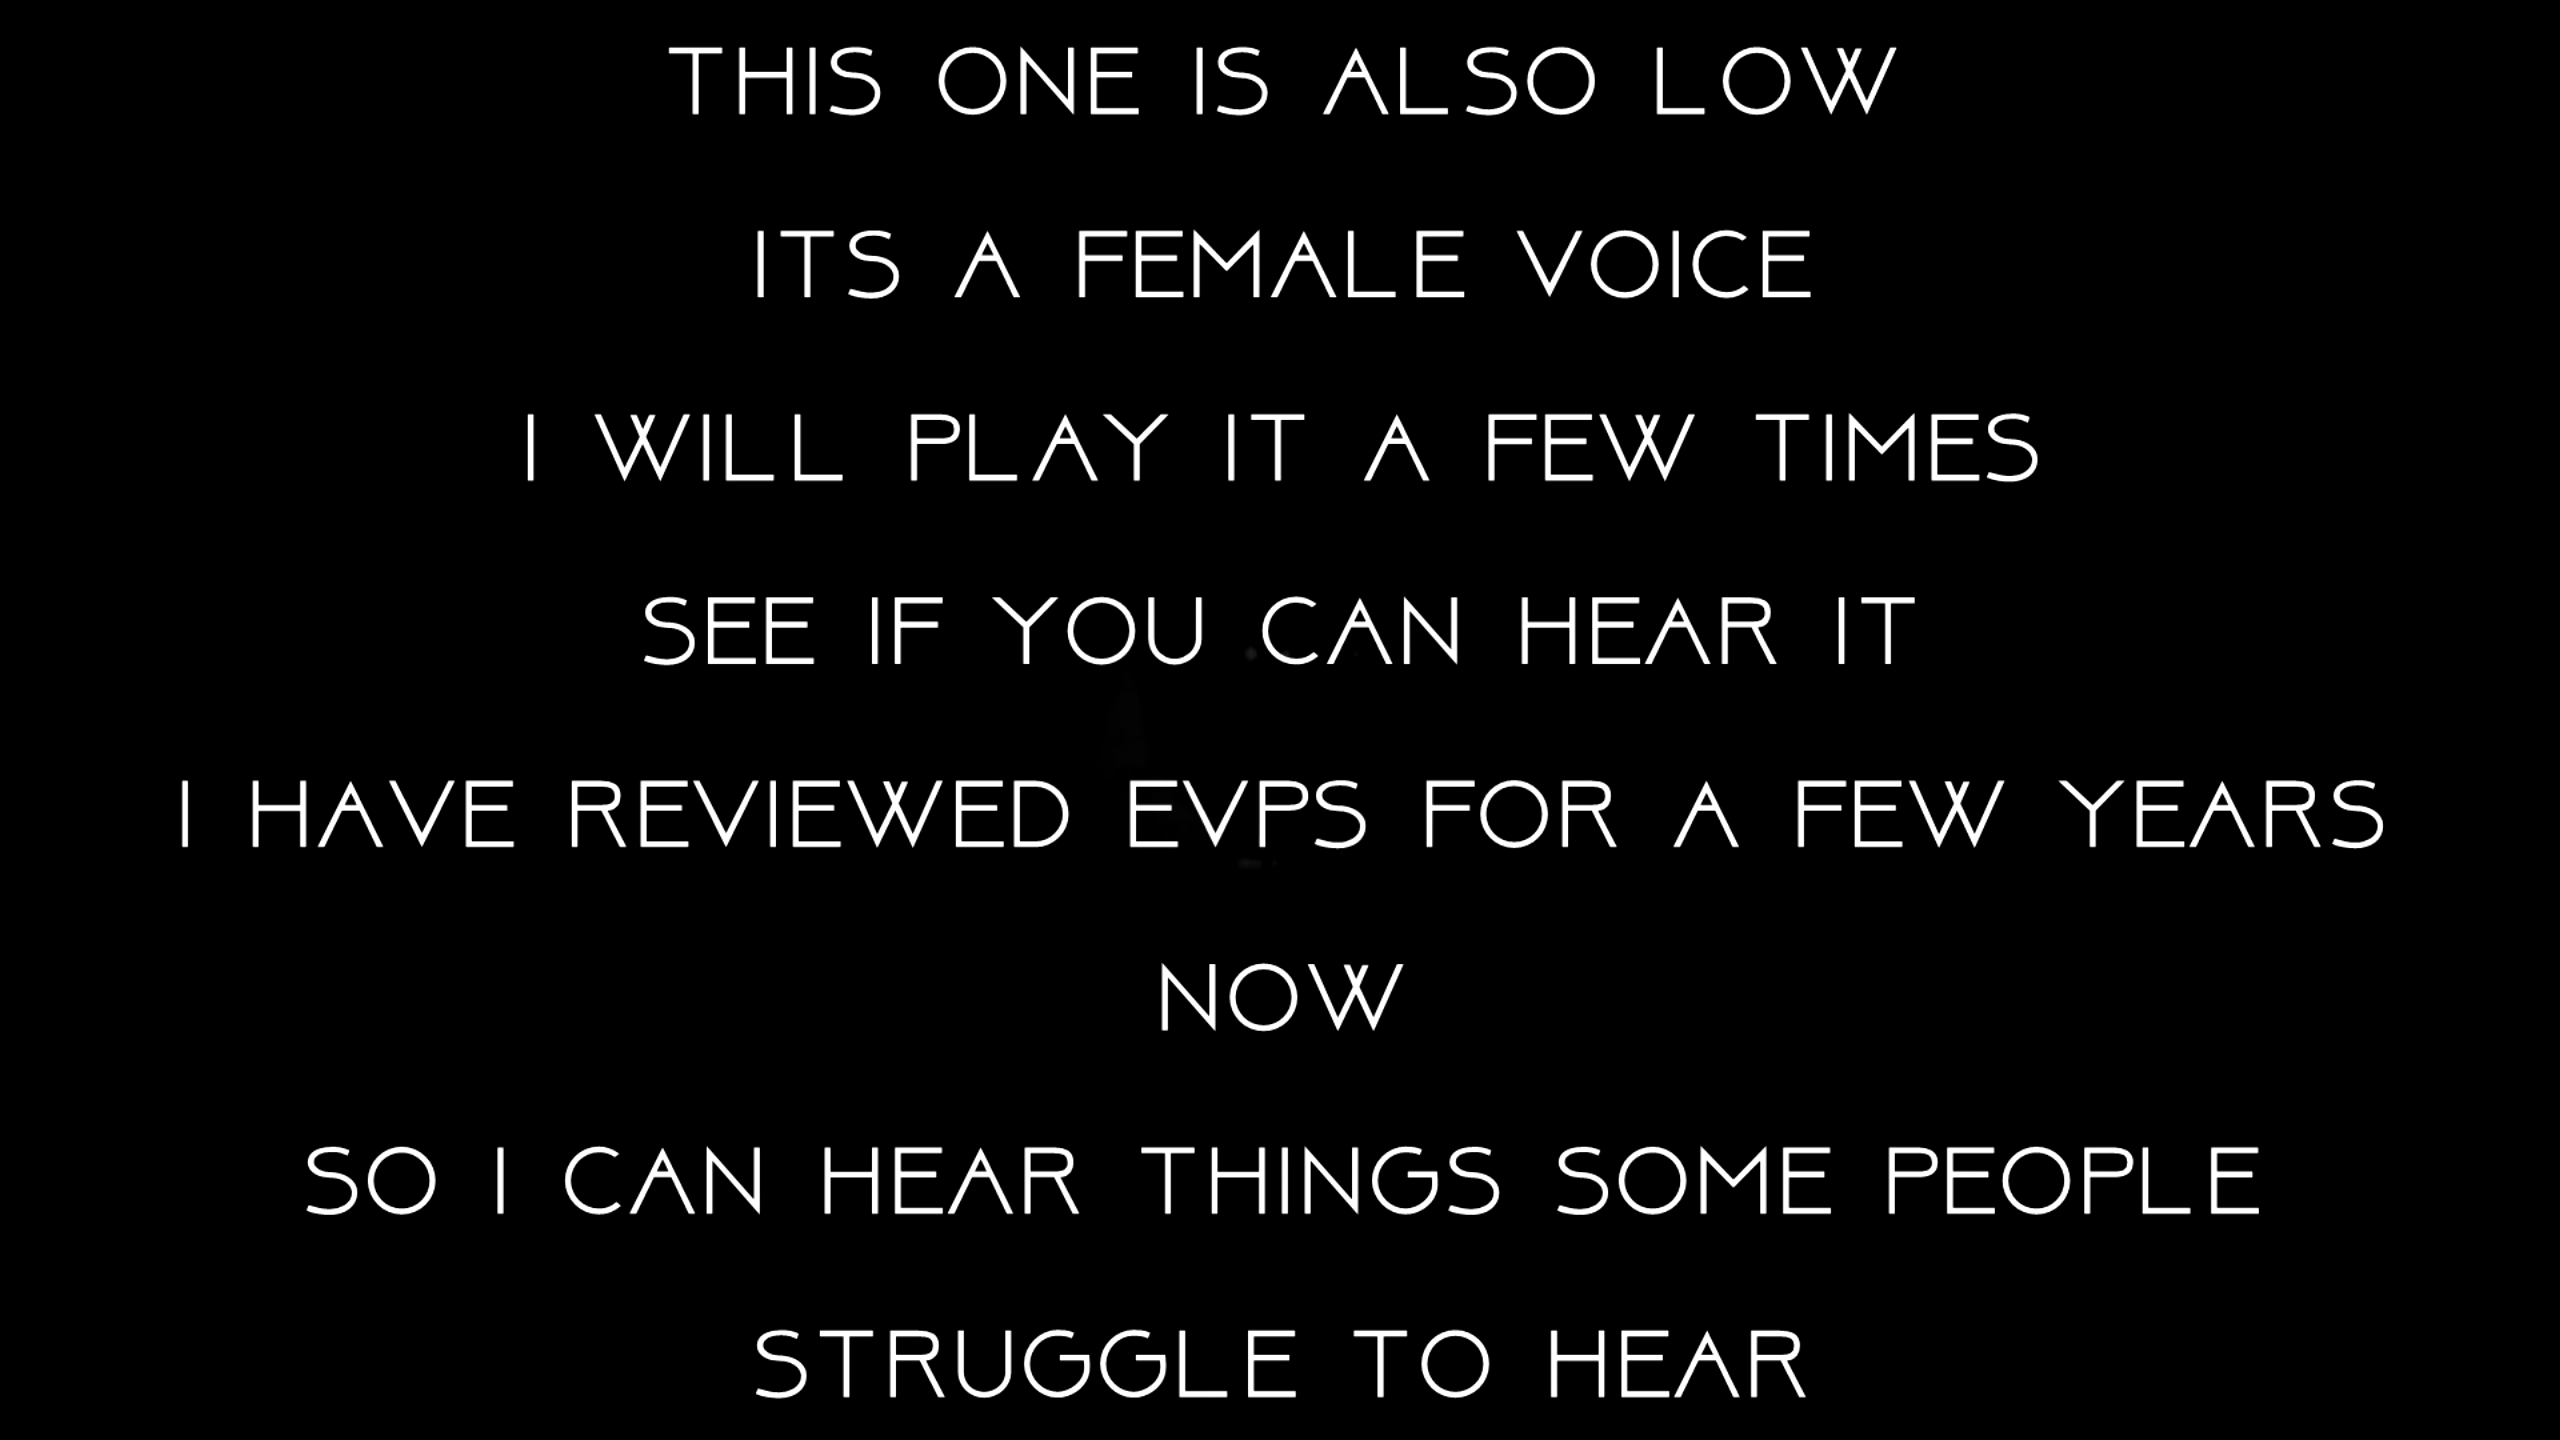 THIS ONE IS ALSO LOW
ITS A FEMALE VOICE
I WILL PLAY IT A FEW TIMES
SEE IF YOU CAN HEAR IT
I HAVE REVIEWED EVPS FOR A FEW YEARS
NOW
SO I CAN HEAR THINGS SOME PEOPLE
STRUGGLE TO HEAR